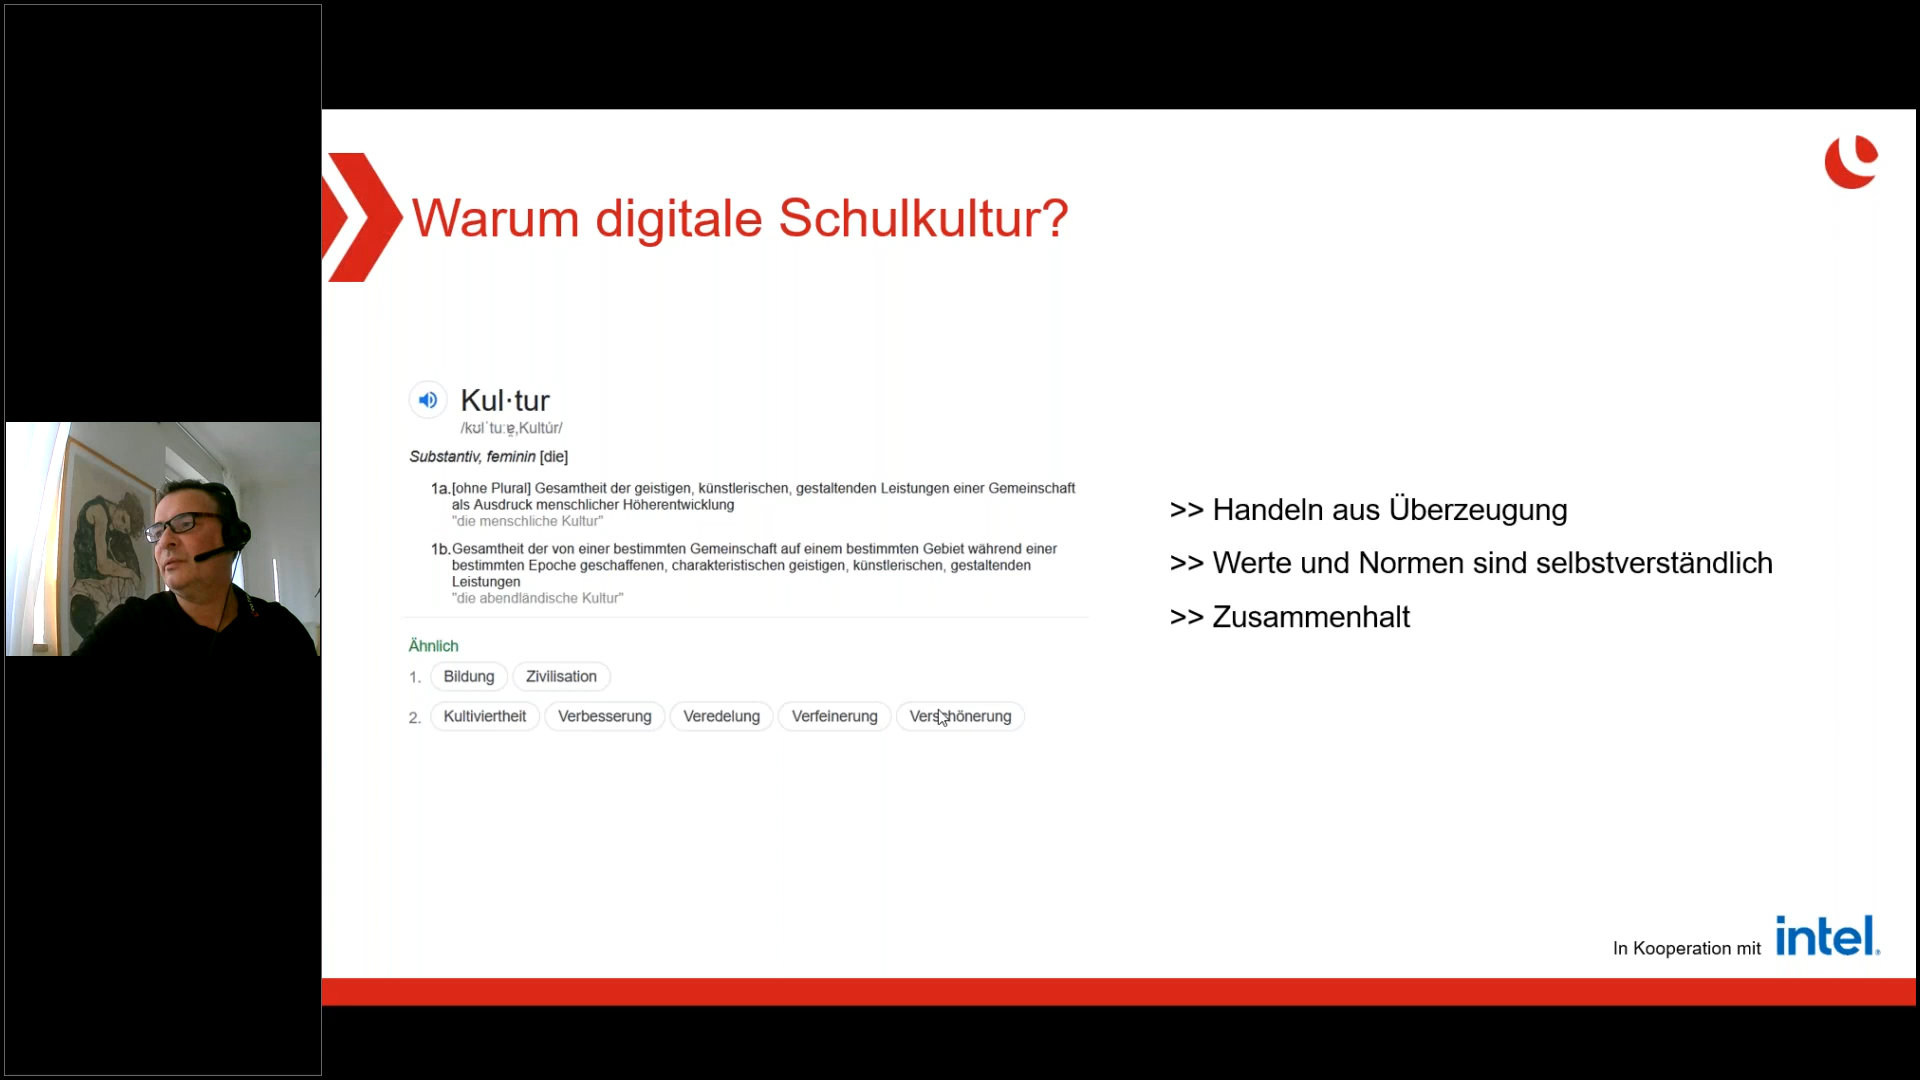 Warum digitale Schulkultur?
Kul·tur
/kʊlˈtuːɐ̯,Kultúr/
Substantiv, feminin [die]
1a.[ohne Plural] Gesamtheit der geistigen, künstlerischen, gestaltenden Leistungen einer Gemeinschaft
als Ausdruck menschlicher Höherentwicklung
"die menschliche Kultur"
1b.Gesamtheit der von einer bestimmten Gemeinschaft auf einem bestimmten Gebiet während einer
bestimmten Epoche geschaffenen, charakteristischen geistigen, künstlerischen, gestaltenden
Leistungen
"die abendländische Kultur"
Ähnlich
1. Bildung Zivilisation
2. Kultiviertheit Verbesserung Veredelung Verfeinerung Verschönerung
>> Handeln aus Überzeugung
>> Werte und Normen sind selbstverständlich
>> Zusammenhalt
In Kooperation mit intel.